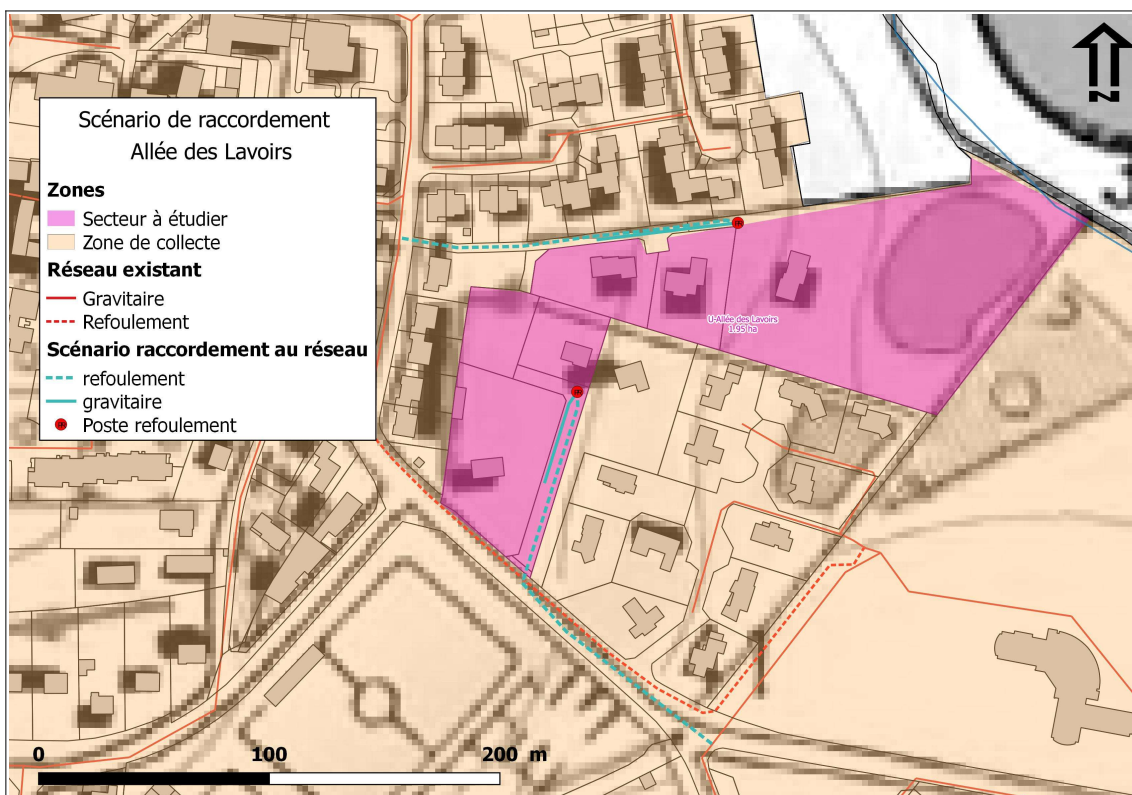 Scénario de raccordement
Allée des Lavoirs
Zones
Secteur à étudier
Zone de collecte
Réseau existant
Gravitaire
Refoulement
Scénario raccordement au réseau
refoulement
gravitaire
Poste refoulement
N
U-Allée des Lavoirs
1.95 ha
0 100 200 m